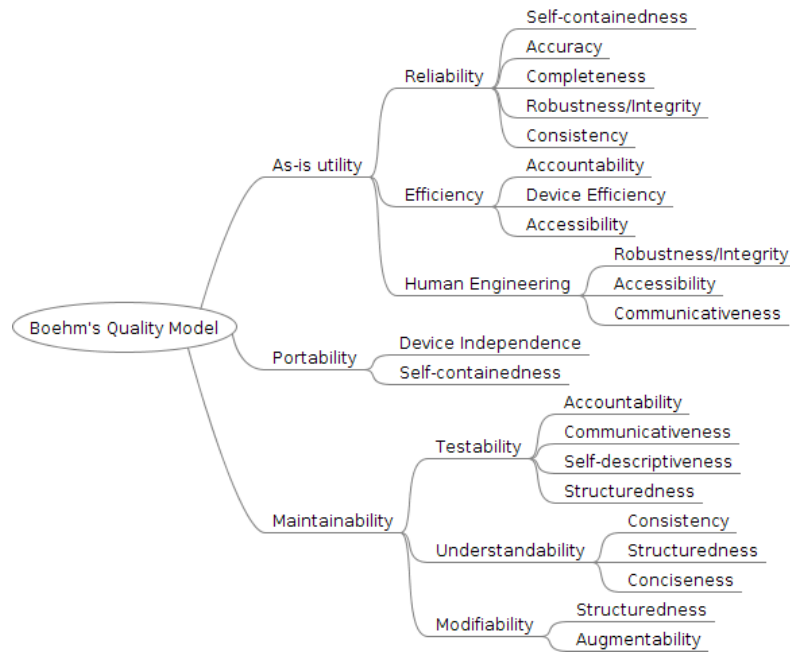 Boehm's Quality Model
As-is utility
Reliability
Self-containedness
Accuracy
Completeness
Robustness/Integrity
Consistency
Efficiency
Accountability
Device Efficiency
Accessibility
Human Engineering
Robustness/Integrity
Accessibility
Communicativeness
Portability
Device Independence
Self-containedness
Maintainability
Testability
Accountability
Communicativeness
Self-descriptiveness
Structuredness
Understandability
Consistency
Structuredness
Conciseness
Modifiability
Structuredness
Augmentability